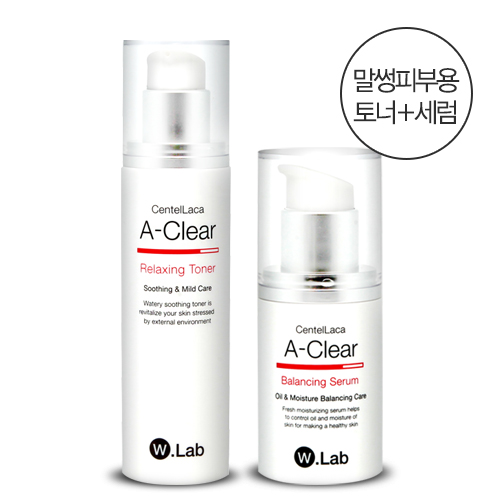 말썽피부용
토너+세럼
CentelLaca
A-Clear
Relaxing Toner
Soothing & Mild Care
Watery soothing toner is
revitalize your skin stressed
by external environment
W.Lab
CentelLaca
A-Clear
Balancing Serum
Oil & Moisture Balancing Care
Fresh moisturizing serum helps
to control oil and moisture of
skin for making a healthy skin
W.Lab